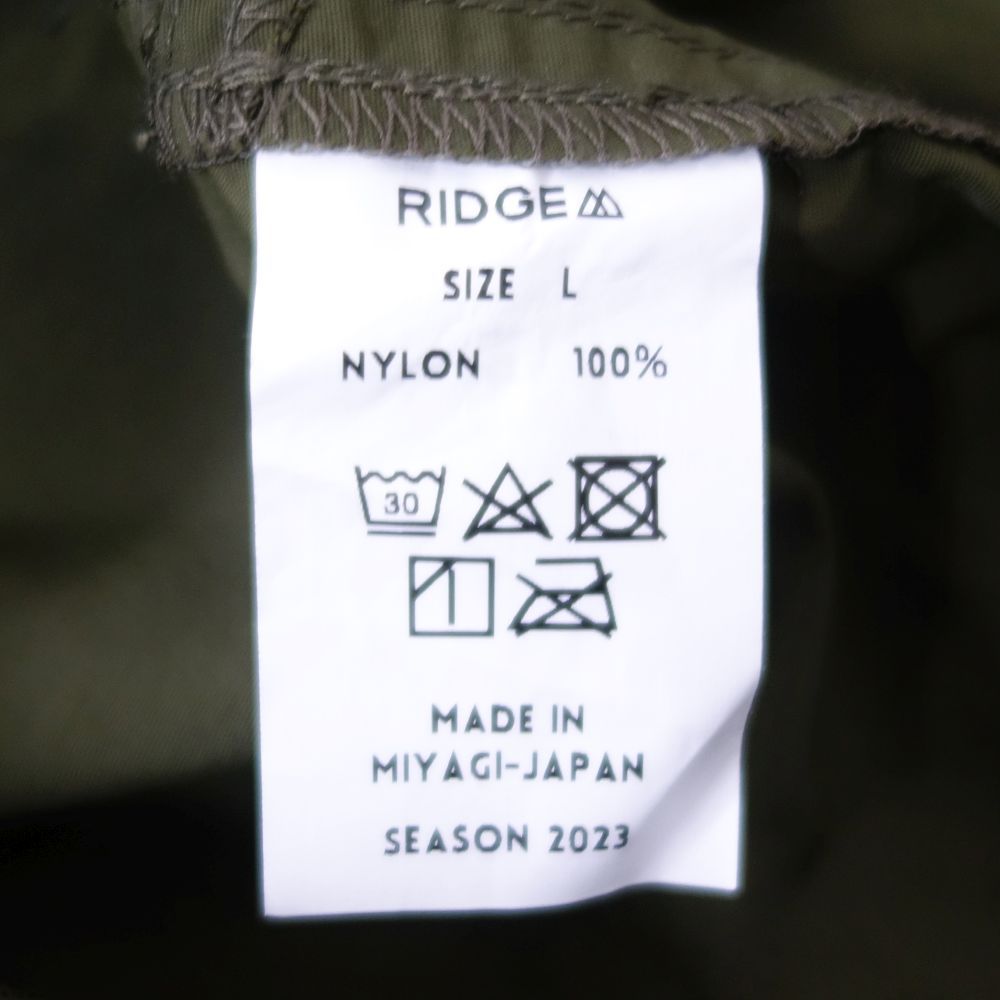 RIDGE
SIZE L
NYLON 100%
30
MADE IN
MIYAGI-JAPAN
SEASON 2023